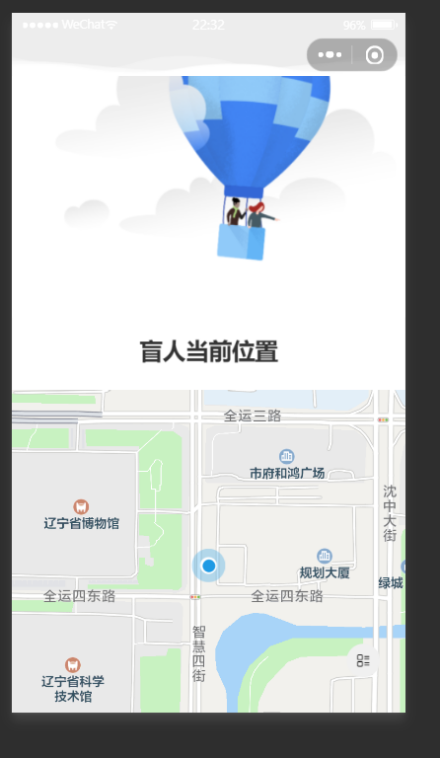 ●●●●● WeChat
22:32
96%
盲人当前位置
全运三路
市府和鸿广场
沈中大街
辽宁省博物馆
规划大厦
绿城
全运四东路
全运四东路
智慧四街
辽宁省科学
技术馆